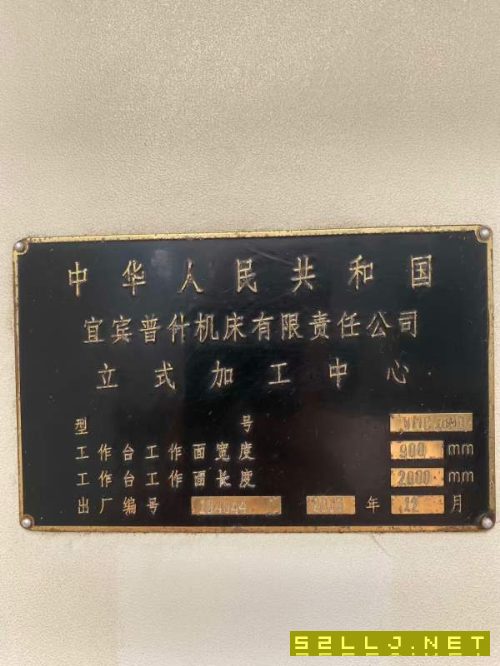 中华人民共和国
宜宾普什机床有限责任公司
立式加工中心
型号
工作台工作面宽度 900 mm
工作台工作面长度 2000 mm
出厂编号 年 12 月
52LLJ.NET